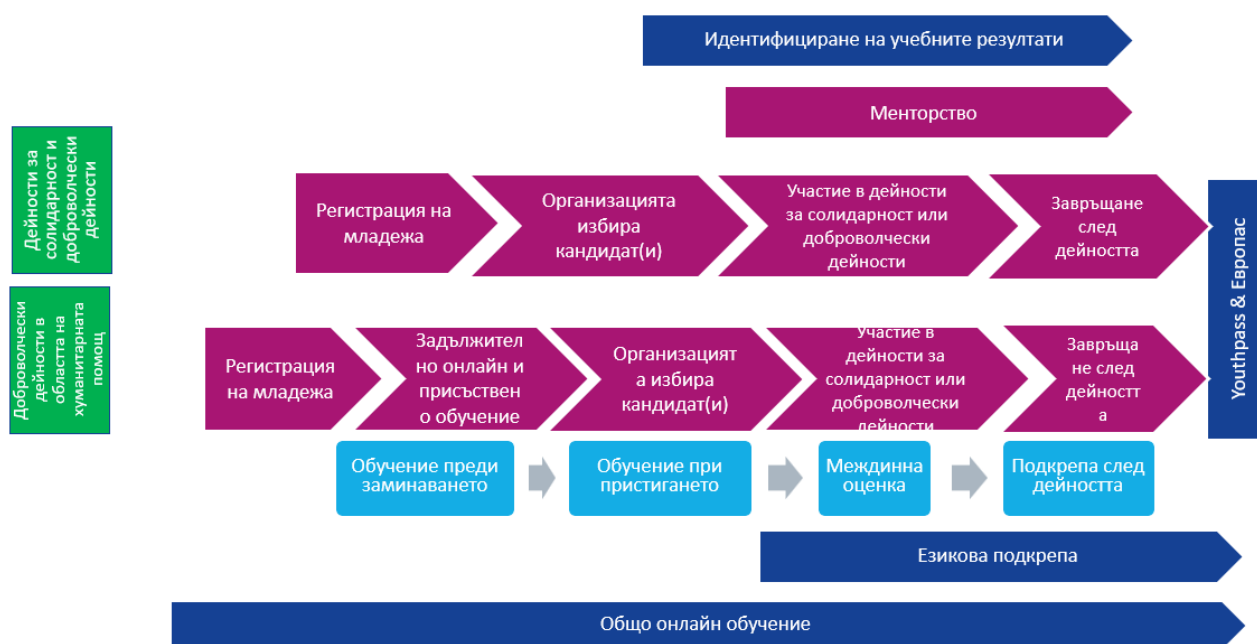 Идентифициране на учебните резултати
Менторство
Дейности за
солидарност и
доброволчески
дейности
Регистрация на
младежа
Организацията
избира
кандидат(и)
Участие в дейности
за солидарност или
доброволчески
дейности
Завръщане
след
дейността
Youthpass & Европас
Доброволчески
дейности в
областта на
хуманитарната
помощ
Регистрация
на младежа
Задължител
но онлайн и
присъствен
о обучение
Организацият
а избира
кандидат(и)
Участие в
дейности за
солидарност или
доброволчески
дейности
Завръща
не след
дейностт
а
Обучение преди
заминаването
Обучение при
пристигането
Междинна
оценка
Подкрепа след
дейността
Езикова подкрепа
Общо онлайн обучение